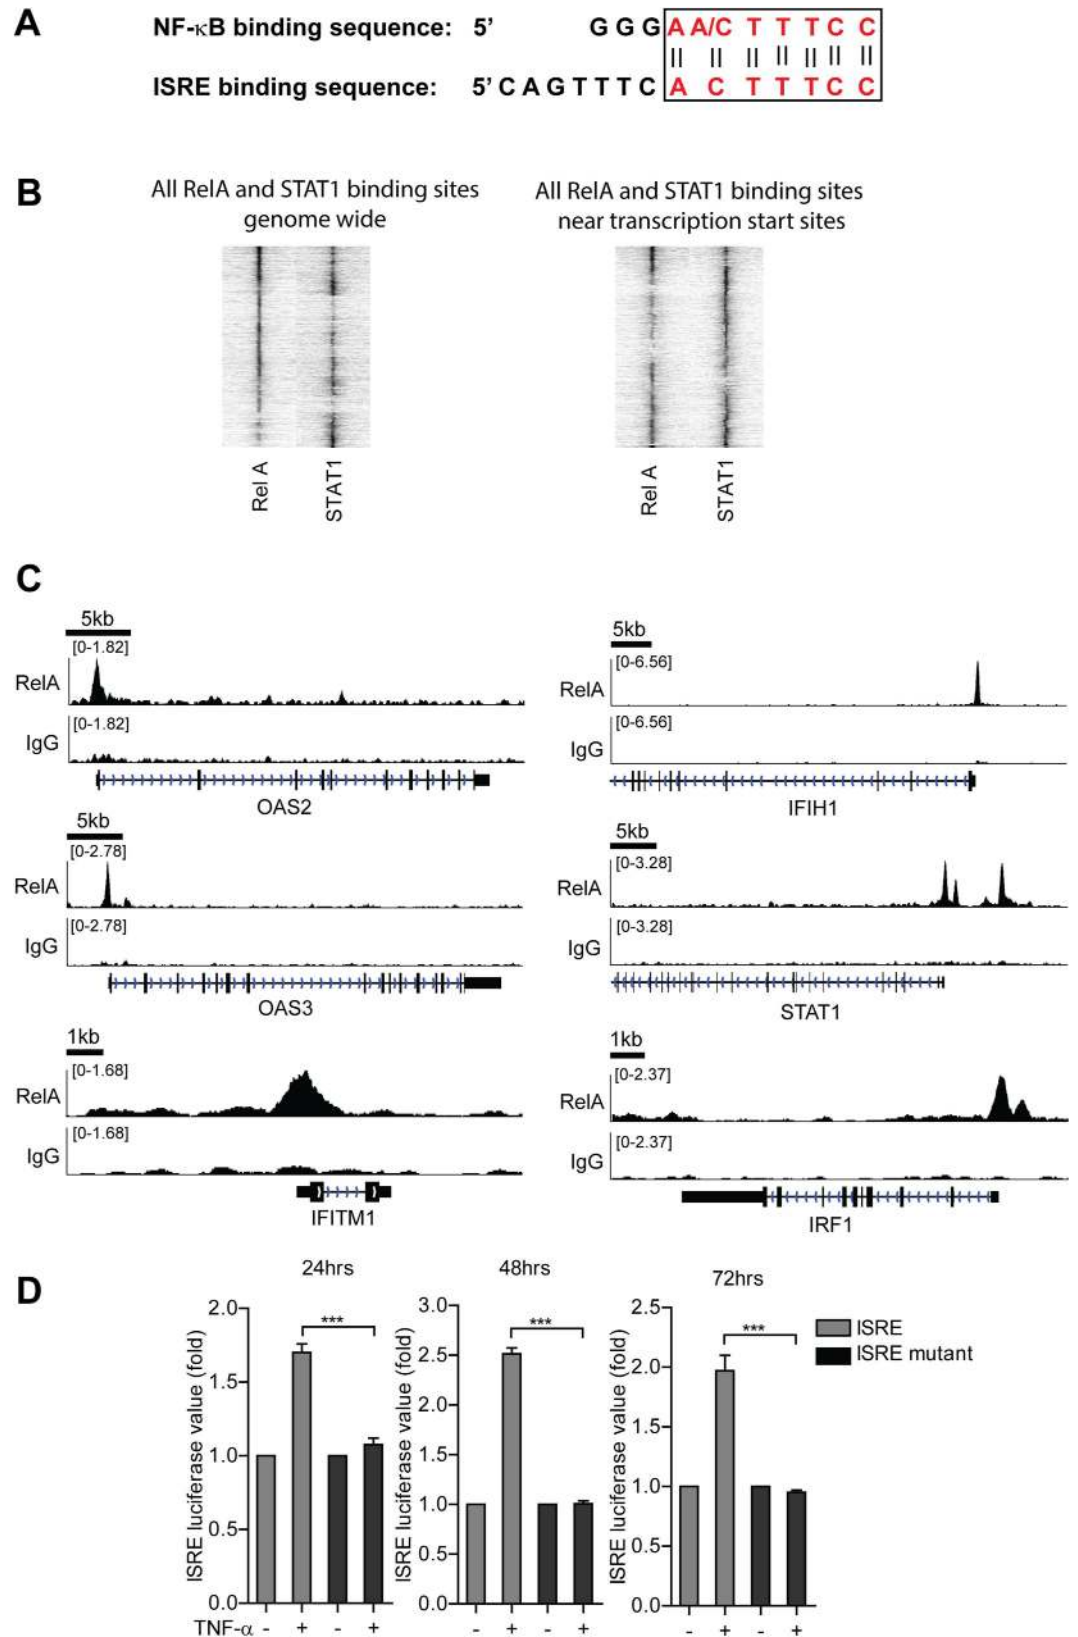 A
NF-κB binding sequence: 5’ G G G A A/C T T T C C
ISRE binding sequence: 5’ C A G T T T C A C T T T C C
B
All RelA and STAT1 binding sites
genome wide
All RelA and STAT1 binding sites
near transcription start sites
Rel A
STAT1
Rel A
STAT1
C
5kb
[0-1.82]
RelA
[0-1.82]
IgG
OAS2
5kb
[0-6.56]
RelA
[0-6.56]
IgG
IFIH1
5kb
[0-2.78]
RelA
[0-2.78]
IgG
OAS3
5kb
[0-3.28]
RelA
[0-3.28]
IgG
STAT1
1kb
[0-1.68]
RelA
[0-1.68]
IgG
IFITM1
1kb
[0-2.37]
RelA
[0-2.37]
IgG
IRF1
D
24hrs
ISRE luciferase value (fold)
2.0
1.5
1.0
0.5
0.0
***
TNF-α - + - +
48hrs
ISRE luciferase value (fold)
3.0
2.5
2.0
1.5
1.0
0.5
0.0
***
- + - +
72hrs
ISRE luciferase value (fold)
2.5
2.0
1.5
1.0
0.5
0.0
***
- + - +
ISRE
ISRE mutant